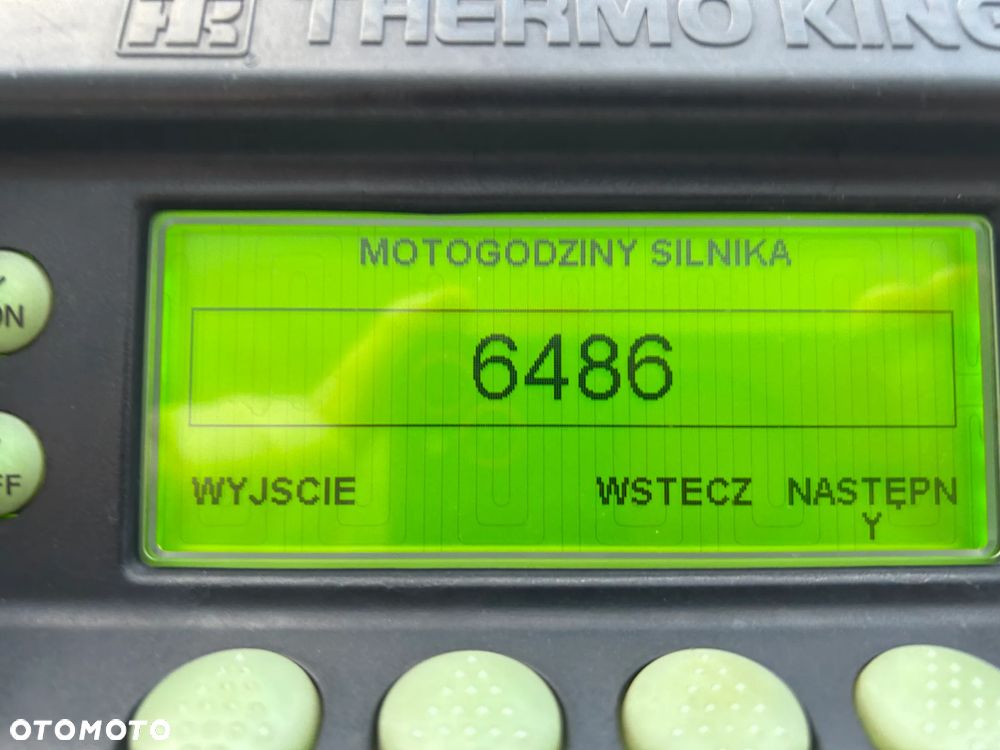 THERMO KING
MOTOGODZINY SILNIKA
ON
6486
FF
WYJSCIE WSTECZ NASTĘPN
Y
OTOMOTO